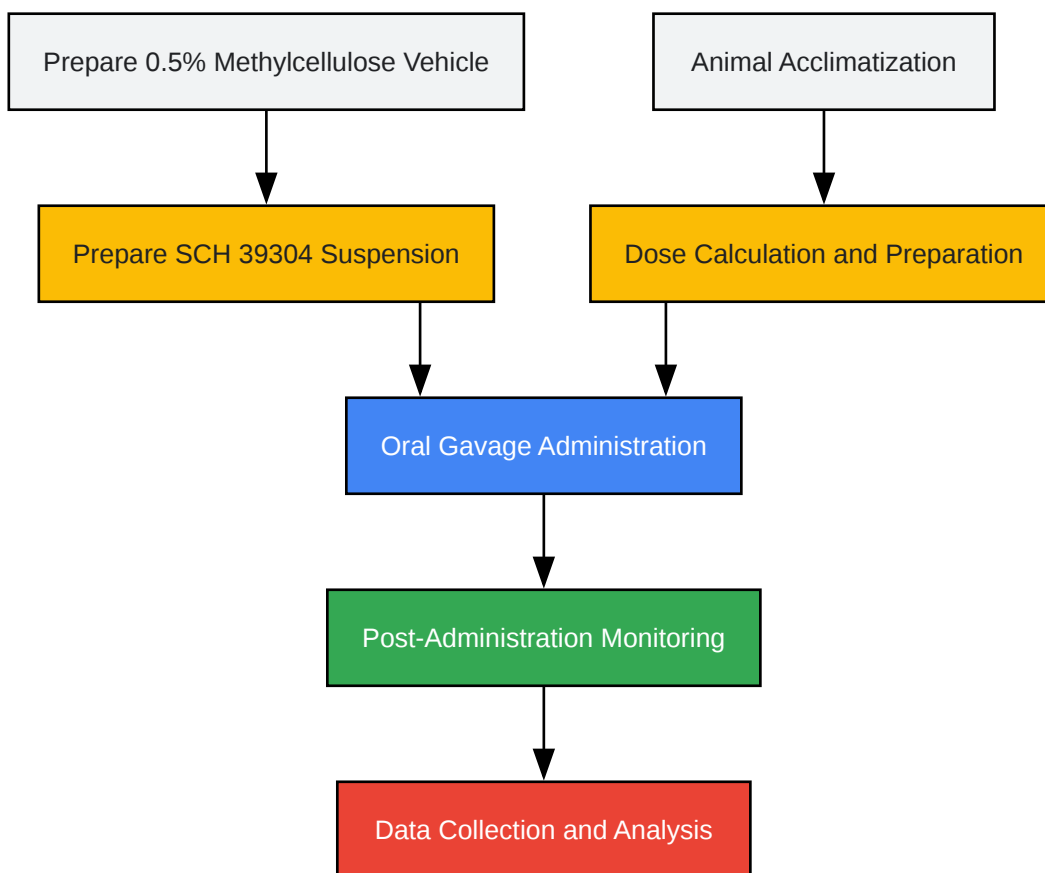 Prepare 0.5% Methylcellulose Vehicle
Animal Acclimatization
Prepare SCH 39304 Suspension
Dose Calculation and Preparation
Oral Gavage Administration
Post-Administration Monitoring
Data Collection and Analysis